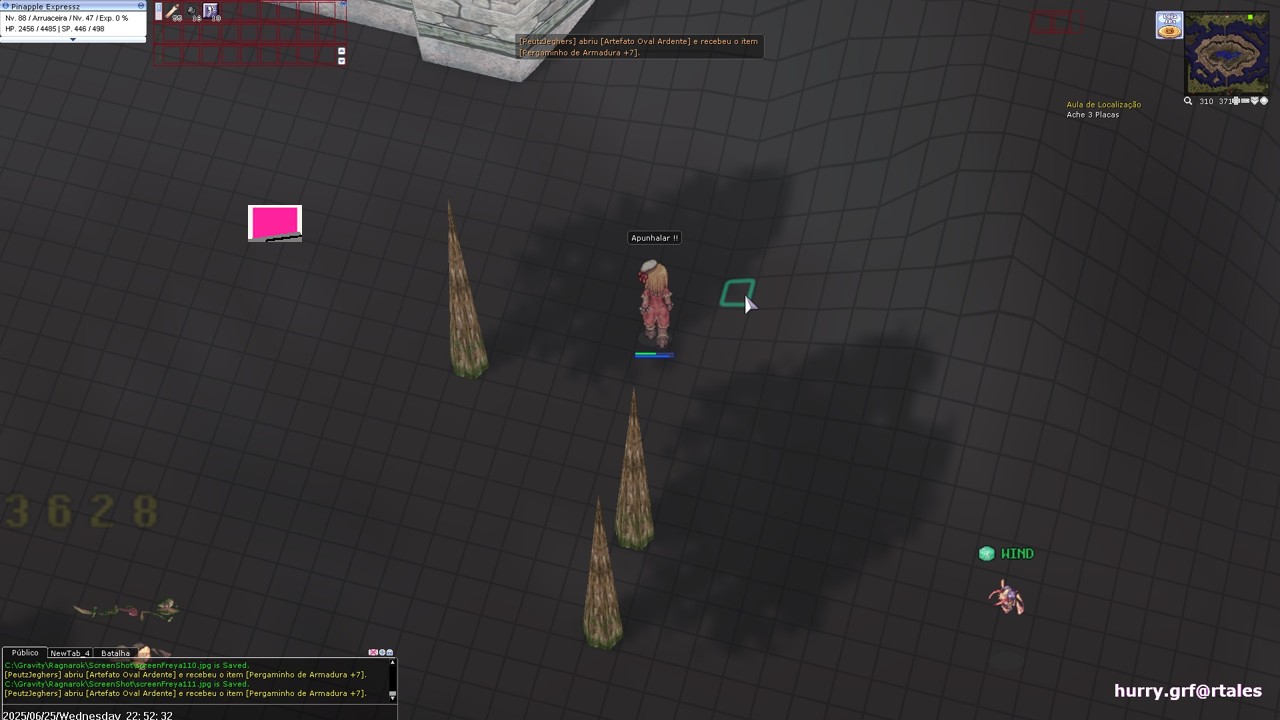 Pinapple Expressz
Nv. 88 / Arruaceira / Nv. 47 / Exp. 0 %
HP. 2456 / 4485 | SP. 446 / 498
[PeutzJeghers] abriu [Artefato Oval Ardente] e recebeu o item
[Pergaminho de Armadura +7].
310 371
Aula de Localização
Ache 3 Placas
Apunhalar !!
3628
WIND
Público NewTab_4 Batalha
C:\Gravity\Ragnarok\ScreenShot\screenFreya110.jpg is Saved.
[PeutzJeghers] abriu [Artefato Oval Ardente] e recebeu o item [Pergaminho de Armadura +7].
C:\Gravity\Ragnarok\ScreenShot\screenFreya111.jpg is Saved.
[PeutzJeghers] abriu [Artefato Oval Ardente] e recebeu o item [Pergaminho de Armadura +7].
2025/06/25/Wednesday 22:52:32
hurry.grf@rtales